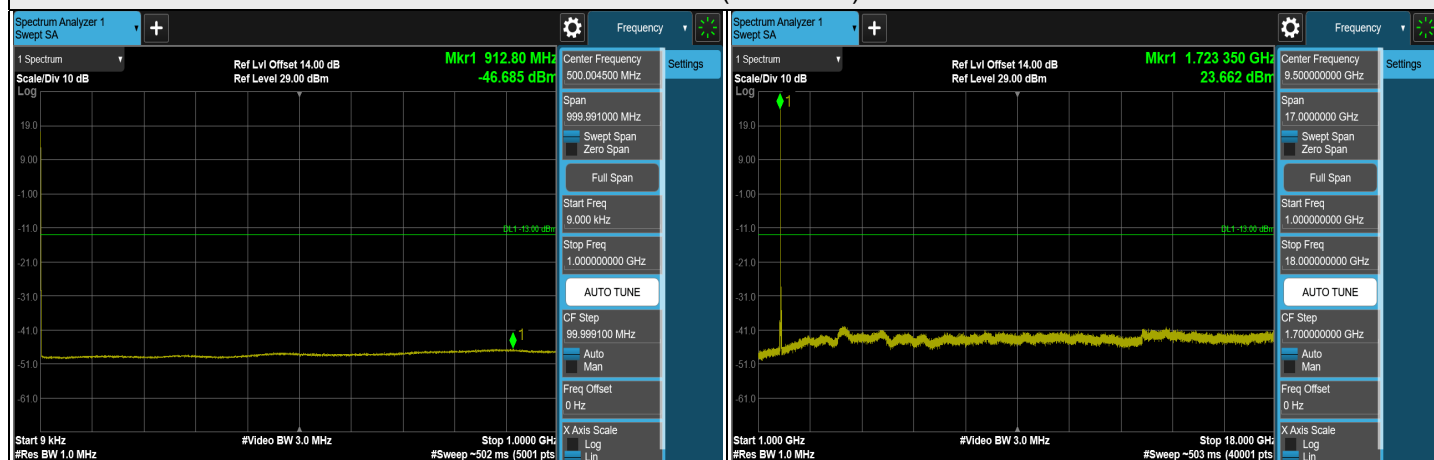 Spectrum Analyzer 1
Swept SA
+
Frequency
1 Spectrum
Scale/Div 10 dB
Ref Lvl Offset 14.00 dB
Ref Level 29.00 dBm
Mkr1 912.80 MHz
-46.685 dBm
Log
19.0
9.00
-1.00
-11.0
-21.0
-31.0
-41.0
-51.0
-61.0
DL1 -13.00 dBm
1
Start 9 kHz
#Res BW 1.0 MHz
#Video BW 3.0 MHz
Stop 1.0000 GHz
#Sweep ~502 ms (5001 pts
Center Frequency
500.004500 MHz
Span
999.991000 MHz
Swept Span
Zero Span
Full Span
Start Freq
9.000 kHz
Stop Freq
1.000000000 GHz
AUTO TUNE
CF Step
99.999100 MHz
Auto
Man
Freq Offset
0 Hz
X Axis Scale
Log
Lin
Settings
Spectrum Analyzer 1
Swept SA
+
Frequency
1 Spectrum
Scale/Div 10 dB
Ref Lvl Offset 14.00 dB
Ref Level 29.00 dBm
Mkr1 1.723 350 GHz
23.662 dBm
Log
19.0
9.00
-1.00
-11.0
-21.0
-31.0
-41.0
-51.0
-61.0
DL1 -13.00 dBm
1
Start 1.000 GHz
#Res BW 1.0 MHz
#Video BW 3.0 MHz
Stop 18.000 GHz
#Sweep ~503 ms (40001 pts
Center Frequency
9.500000000 GHz
Span
17.0000000 GHz
Swept Span
Zero Span
Full Span
Start Freq
1.000000000 GHz
Stop Freq
18.000000000 GHz
AUTO TUNE
CF Step
1.700000000 GHz
Auto
Man
Freq Offset
0 Hz
X Axis Scale
Log
Lin
Settings